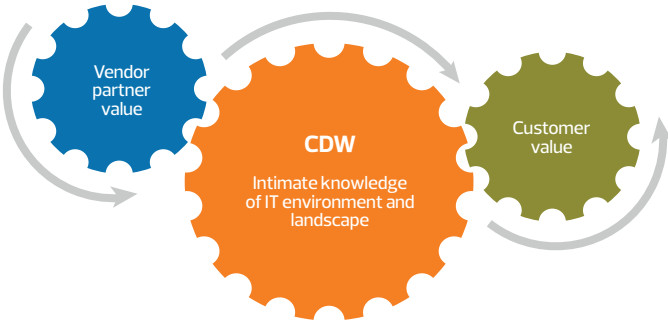 Vendor
partner
value
CDW
Intimate knowledge
of IT environment and
landscape
Customer
value